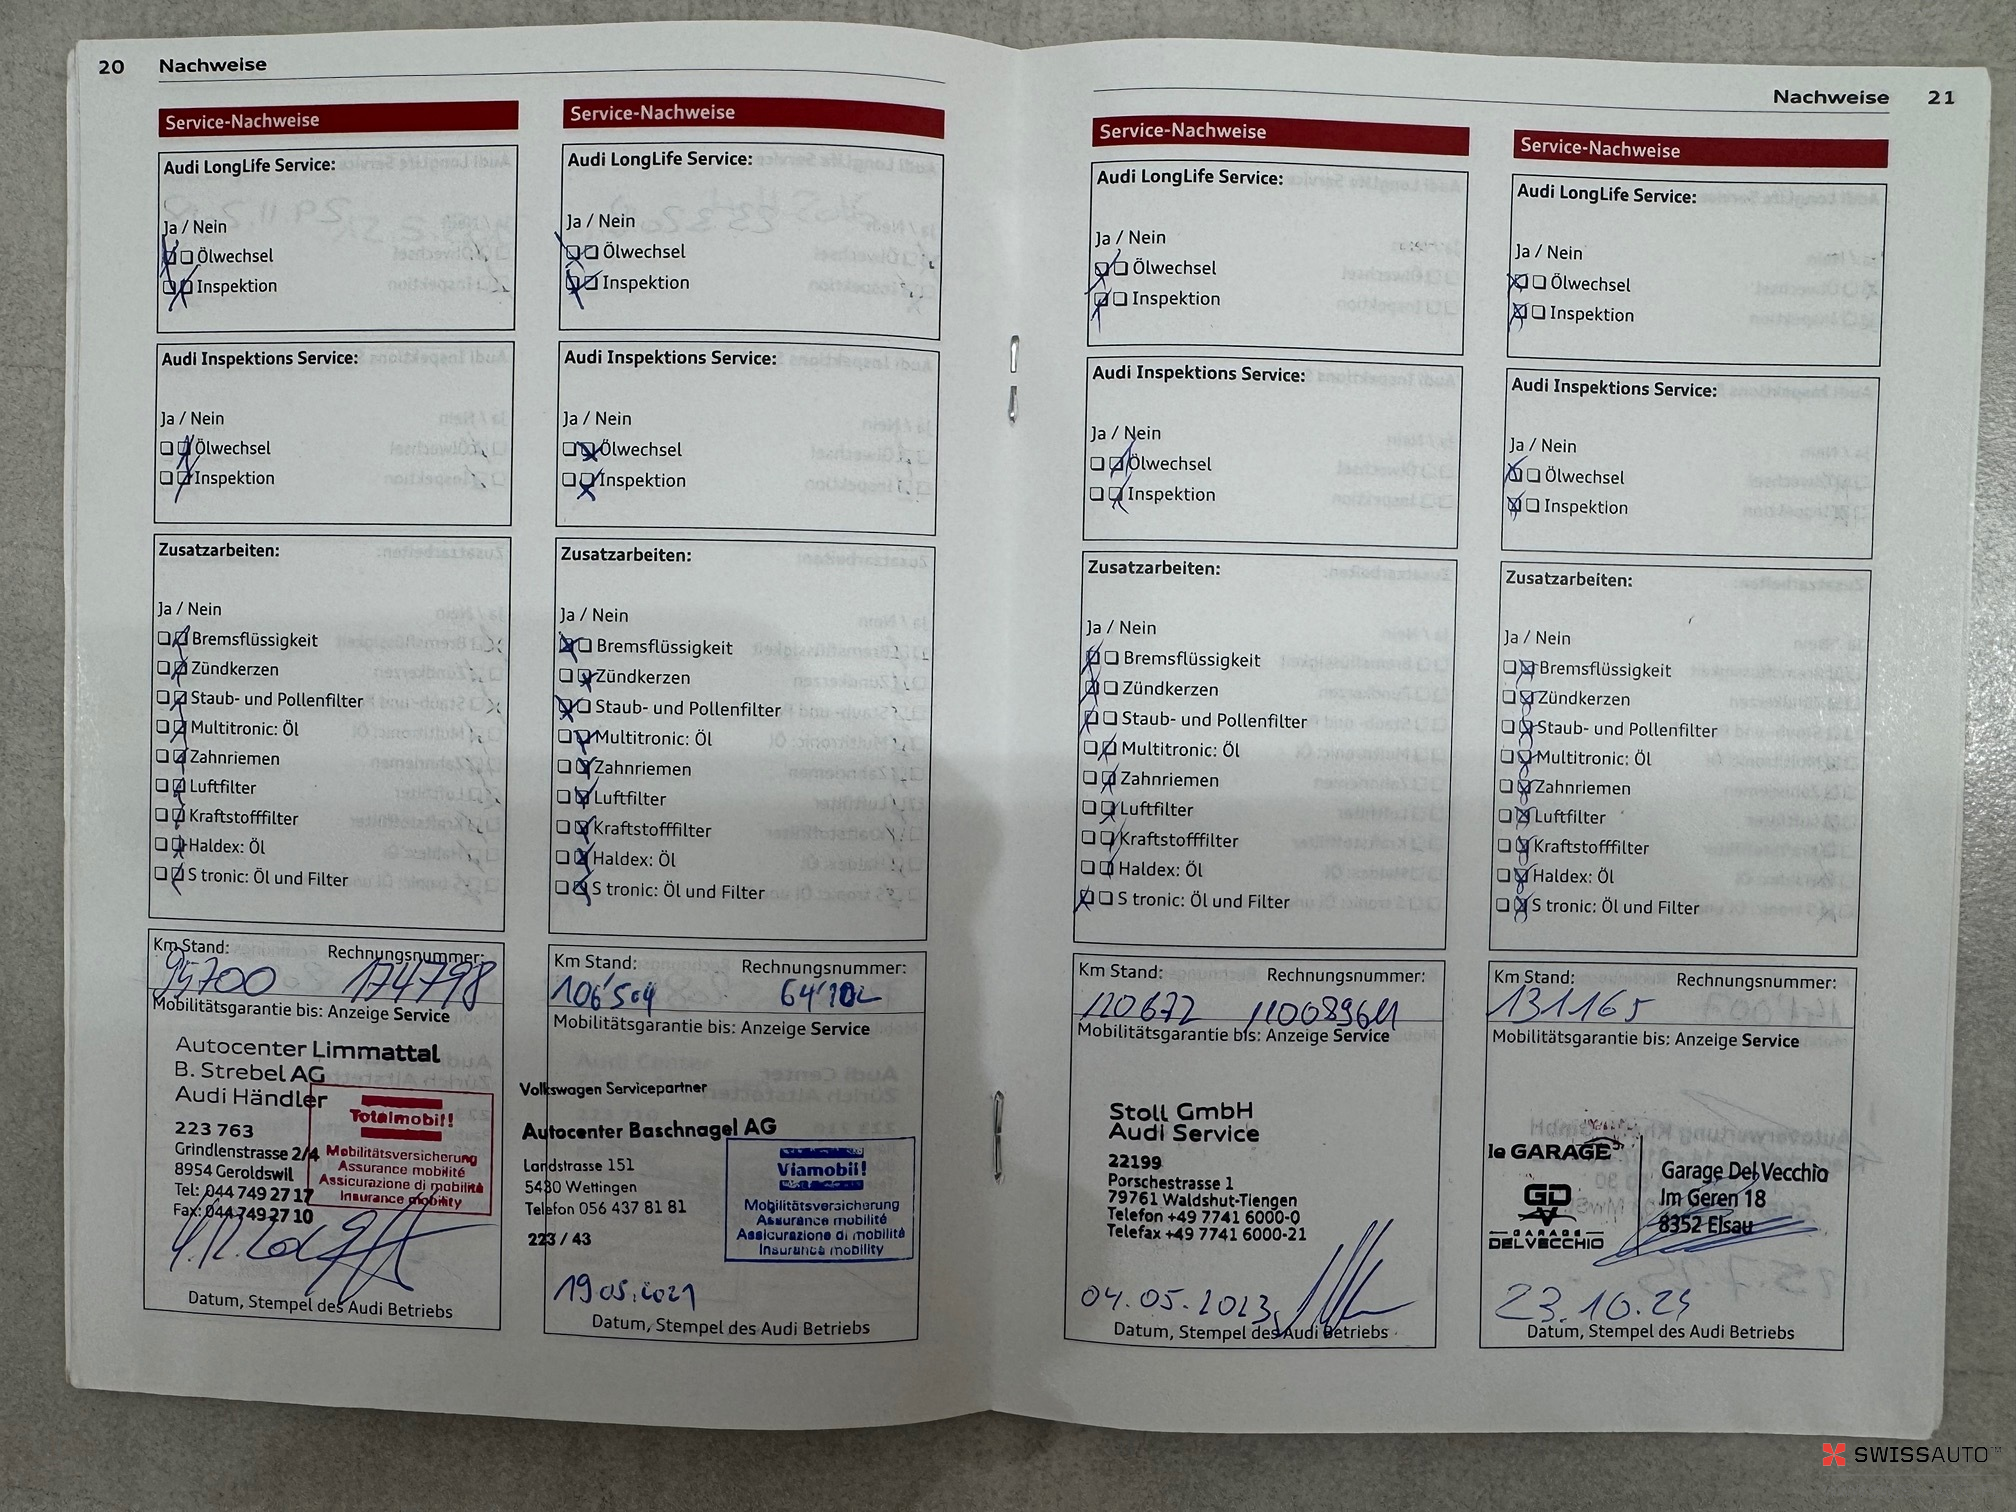 20 Nachweise
Service-Nachweise
Audi LongLife Service:
Ja / Nein
Ölwechsel
Inspektion
Audi Inspektions Service:
Ja / Nein
Ölwechsel
Inspektion
Zusatzarbeiten:
Ja / Nein
Bremsflüssigkeit
Zündkerzen
Staub- und Pollenfilter
Multitronic: Öl
Zahnriemen
Luftfilter
Kraftstofffilter
Haldex: Öl
S tronic: Öl und Filter
Km Stand: Rechnungsnummer:
95700 174798
Mobilitätsgarantie bis: Anzeige Service
Autocenter Limmattal
B. Strebel AG
Audi Händler
223 763
Grindlenstrasse 2/4
8954 Geroldswil
Tel: 044 749 27 17
Fax: 044 749 27 10
Totalmobil!
Mobilitätsversicherung
Assurance mobilité
Assicurazione di mobilità
Insurance mobility
Datum, Stempel des Audi Betriebs
Service-Nachweise
Audi LongLife Service:
Ja / Nein
Ölwechsel
Inspektion
Audi Inspektions Service:
Ja / Nein
Ölwechsel
Inspektion
Zusatzarbeiten:
Ja / Nein
Bremsflüssigkeit
Zündkerzen
Staub- und Pollenfilter
Multitronic: Öl
Zahnriemen
Luftfilter
Kraftstofffilter
Haldex: Öl
S tronic: Öl und Filter
Km Stand: Rechnungsnummer:
106'504
Mobilitätsgarantie bis: Anzeige Service
Volkswagen Servicepartner
Autocenter Baschnagel AG
Landstrasse 151
5430 Wettingen
Telefon 056 437 81 81
223 / 43
Viamobil!
Mobilitätsversicherung
Assurance mobilité
Assicurazione di mobilità
Insurance mobility
19.05.2021
Datum, Stempel des Audi Betriebs
Nachweise 21
Service-Nachweise
Audi LongLife Service:
Ja / Nein
Ölwechsel
Inspektion
Audi Inspektions Service:
Ja / Nein
Ölwechsel
Inspektion
Zusatzarbeiten:
Ja / Nein
Bremsflüssigkeit
Zündkerzen
Staub- und Pollenfilter
Multitronic: Öl
Zahnriemen
Luftfilter
Kraftstofffilter
Haldex: Öl
S tronic: Öl und Filter
Km Stand: Rechnungsnummer:
120672
Mobilitätsgarantie bis: Anzeige Service
Stoll GmbH
Audi Service
22199
Porschestrasse 1
79761 Waldshut-Tiengen
Telefon +49 7741 6000-0
Telefax +49 7741 6000-21
04.05.2023
Datum, Stempel des Audi Betriebs
Service-Nachweise
Audi LongLife Service:
Ja / Nein
Ölwechsel
Inspektion
Audi Inspektions Service:
Ja / Nein
Ölwechsel
Inspektion
Zusatzarbeiten:
Ja / Nein
Bremsflüssigkeit
Zündkerzen
Staub- und Pollenfilter
Multitronic: Öl
Zahnriemen
Luftfilter
Kraftstofffilter
Haldex: Öl
S tronic: Öl und Filter
Km Stand: Rechnungsnummer:
131165
Mobilitätsgarantie bis: Anzeige Service
le GARAGE
GD
GARAGE
DELVECCHIO
Garage Del Vecchio
Im Geren 18
8352 Elsau
23.10.24
Datum, Stempel des Audi Betriebs
SWISSAUTO™